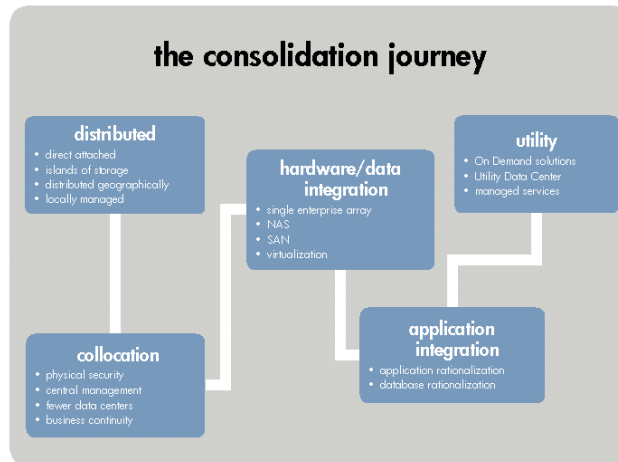 the consolidation journey
distributed
• direct attached
• islands of storage
• distributed geographically
• locally managed
collocation
• physical security
• central management
• fewer data centers
• business continuity
hardware/data
integration
• single enterprise array
• NAS
• SAN
• virtualization
application
integration
• application rationalization
• database rationalization
utility
• On Demand solutions
• Utility Data Center
• managed services